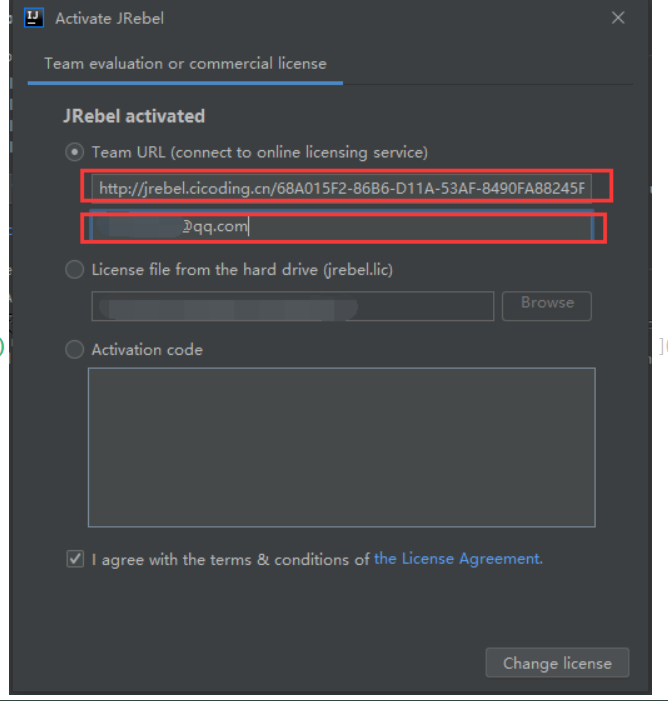 Activate JRebel
Team evaluation or commercial license
JRebel activated
Team URL (connect to online licensing service)
http://jrebel.cicoding.cn/68A015F2-86B6-D11A-53AF-8490FA88245F
@qq.com
License file from the hard drive (jrebel.lic)
Browse
Activation code
I agree with the terms & conditions of the License Agreement.
Change license